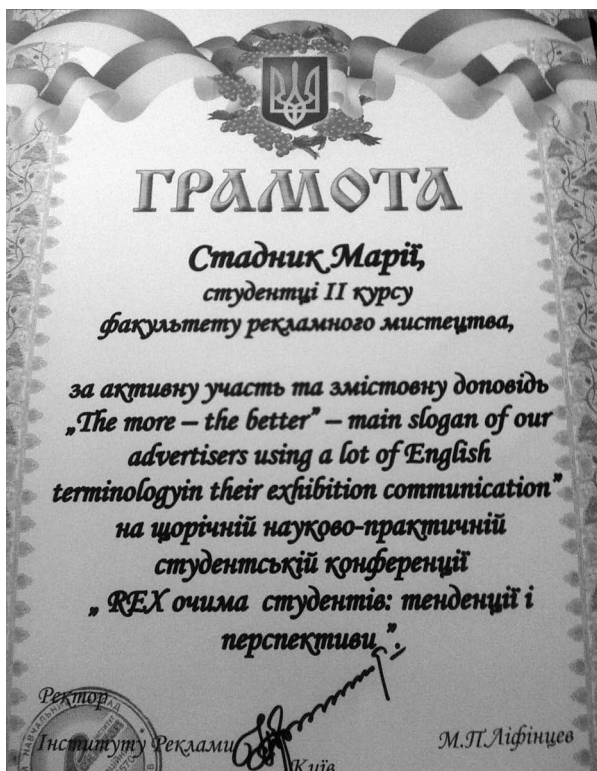 ГРАМОТА
Стадник Марії,
студентці II курсу
факультету рекламного мистецтва,
за активну участь та змістовну доповідь
„The more – the better” – main slogan of our
advertisers using a lot of English
terminologyin their exhibition communication”
на щорічній науково-практичній
студентській конференції
„ REX очима студентів: тенденції і
перспективи ”.
Ректор
Інституту Реклами
М.П.Ліфінцев
Київ